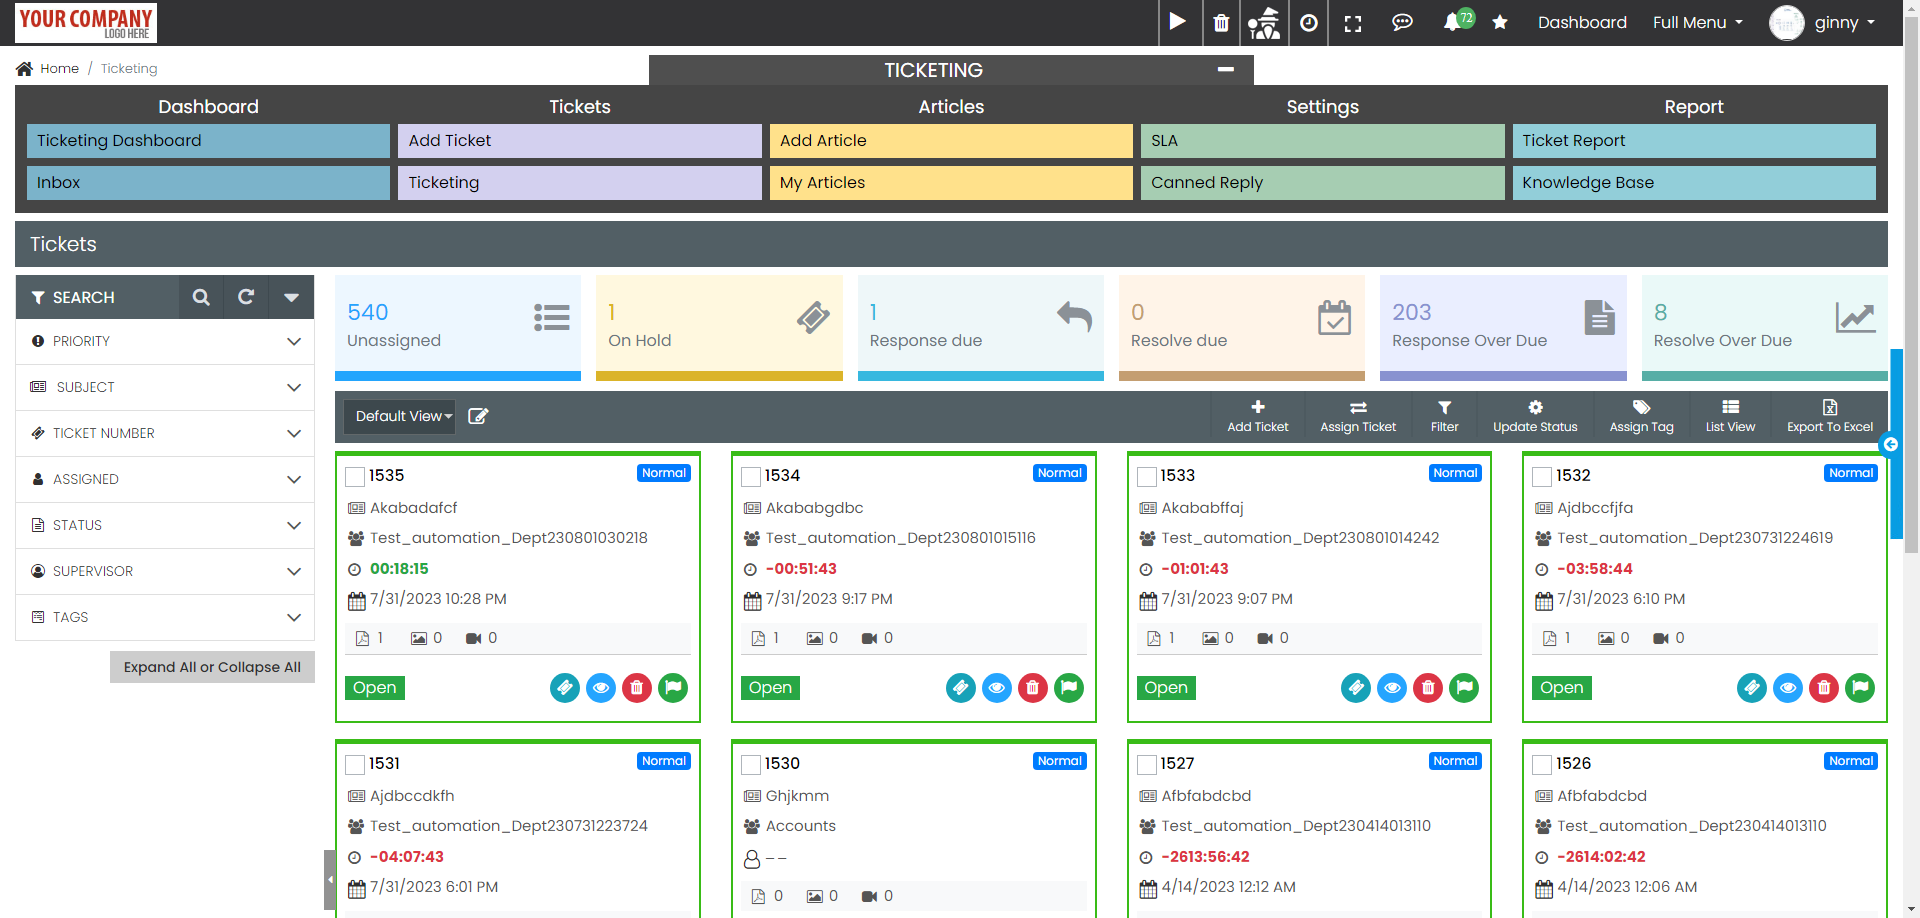 YOUR COMPANY
LOGO HERE
72
Dashboard
Full Menu
ginny
Home / Ticketing
TICKETING
Dashboard
Tickets
Articles
Settings
Report
Ticketing Dashboard
Add Ticket
Add Article
SLA
Ticket Report
Inbox
Ticketing
My Articles
Canned Reply
Knowledge Base
Tickets
SEARCH
PRIORITY
SUBJECT
TICKET NUMBER
ASSIGNED
STATUS
SUPERVISOR
TAGS
Expand All or Collapse All
540
Unassigned
1
On Hold
1
Response due
0
Resolve due
203
Response Over Due
8
Resolve Over Due
Default View
Add Ticket
Assign Ticket
Filter
Update Status
Assign Tag
List View
Export To Excel
1535
Normal
Akabadafcf
Test_automation_Dept230801030218
00:18:15
7/31/2023 10:28 PM
1 0 0
Open
1534
Normal
Akababgdbc
Test_automation_Dept230801015116
-00:51:43
7/31/2023 9:17 PM
1 0 0
Open
1533
Normal
Akababffaj
Test_automation_Dept230801014242
-01:01:43
7/31/2023 9:07 PM
1 0 0
Open
1532
Normal
Ajdbccfjfa
Test_automation_Dept230731224619
-03:58:44
7/31/2023 6:10 PM
1 0 0
Open
1531
Normal
Ajdbccdkfh
Test_automation_Dept230731223724
-04:07:43
7/31/2023 6:01 PM
1530
Normal
Ghjkmm
Accounts
--
0 0 0
1527
Normal
Afbfabdcbd
Test_automation_Dept230414013110
-2613:56:42
4/14/2023 12:12 AM
1526
Normal
Afbfabdcbd
Test_automation_Dept230414013110
-2614:02:42
4/14/2023 12:06 AM